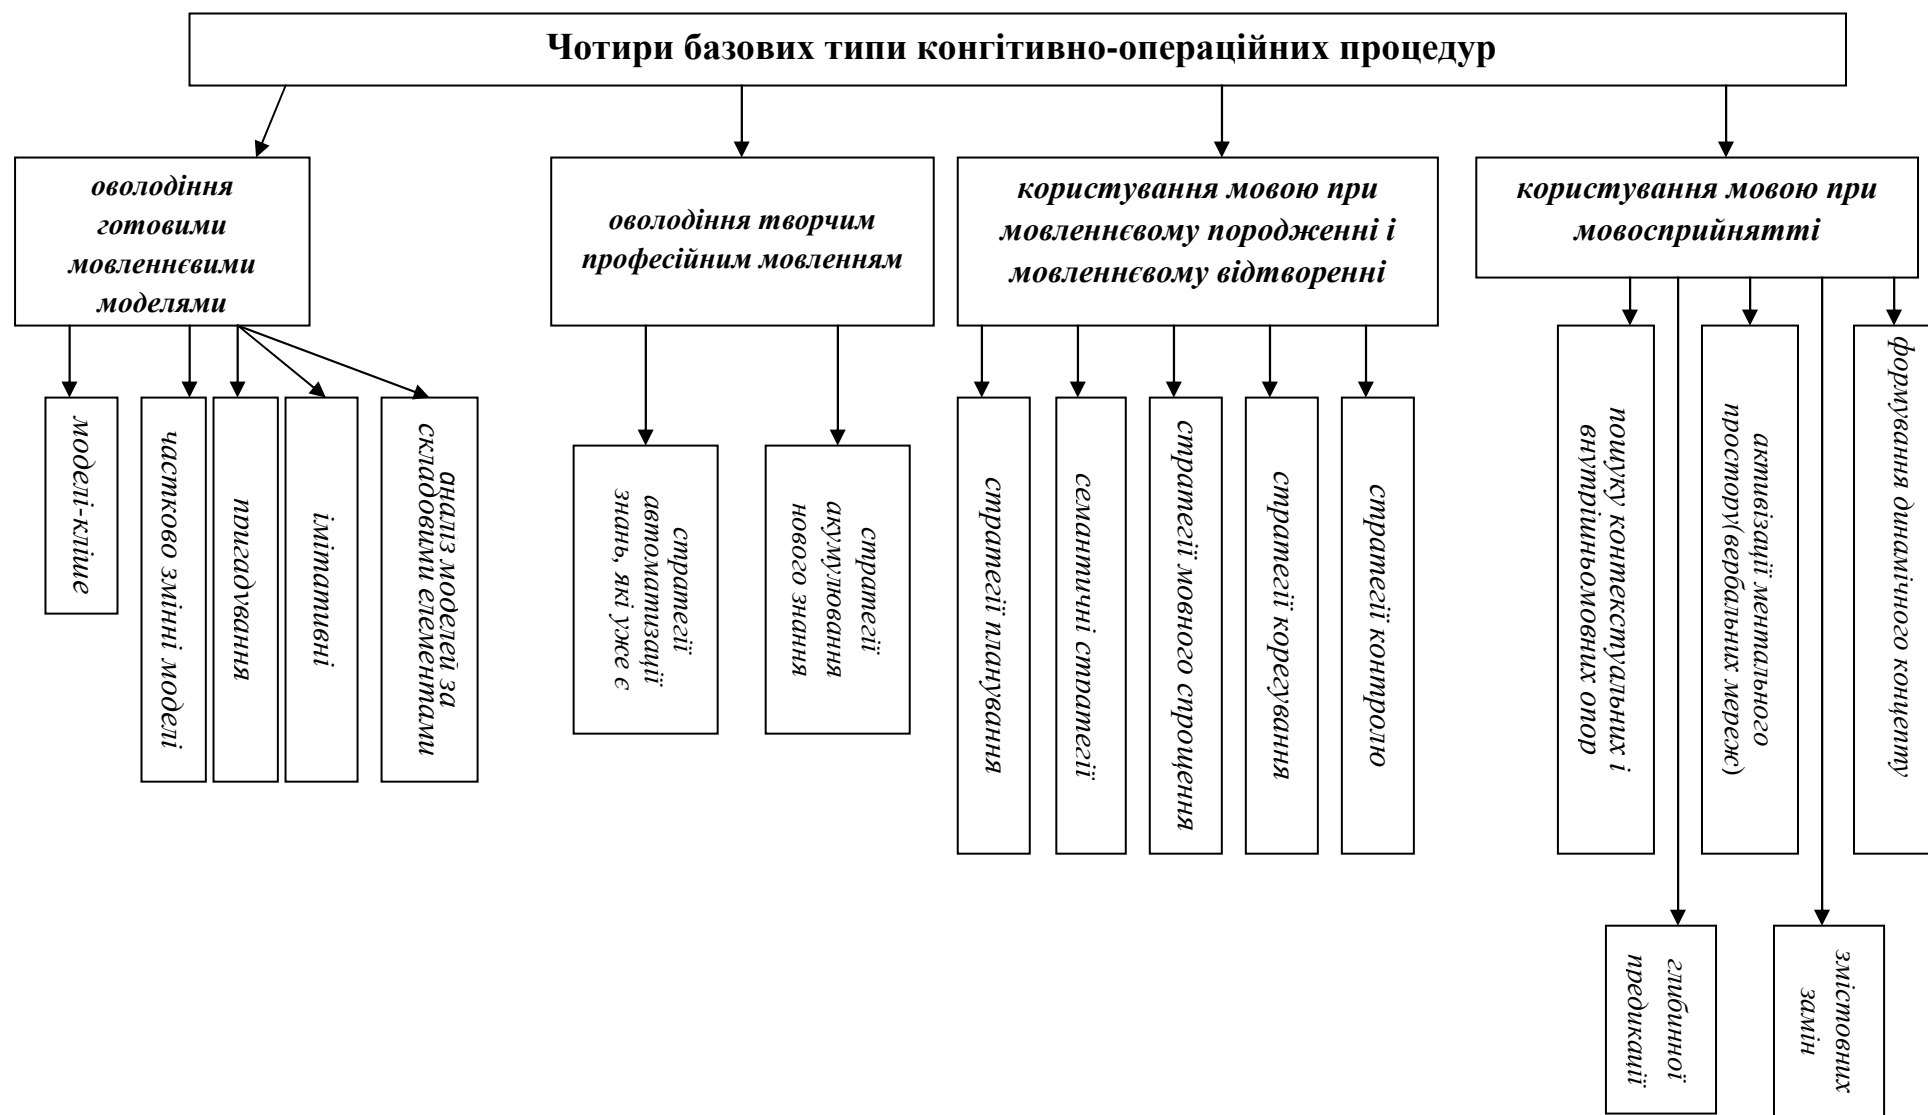 Чотири базових типи конгітивно-операційних процедур
оволодіння
готовими
мовленнєвими
моделями
оволодіння творчим
професійним мовленням
користування мовою при
мовленнєвому породженні і
мовленнєвому відтворенні
користування мовою при
мовосприйнятті
моделі-кліше
частково змінні моделі
пригадування
імітативні
аналіз моделей за
складовими елементами
стратегії
автоматизації
знань, які уже є
стратегії
акумулювання
нового знання
стратегії планування
семантичні стратегії
стратегії мовного спрощення
стратегії корегування
стратегії контролю
пошуку контекстуальних і
внутрішньомовних опор
активізації ментального
простору(вербальних мереж)
формування динамічного концепту
глибинної
предикації
змістовних
замін